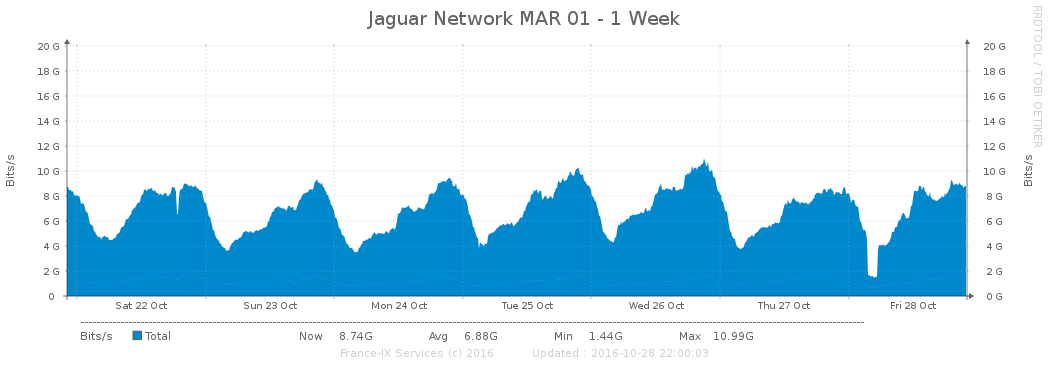 Jaguar Network MAR 01 - 1 Week
RRDTOOL / TOBI OETIKER
Bits/s
20 G
18 G
16 G
14 G
12 G
10 G
8 G
6 G
4 G
2 G
0
20 G
18 G
16 G
14 G
12 G
10 G
8 G
6 G
4 G
2 G
0 G
Bits/s
Sat 22 Oct Sun 23 Oct Mon 24 Oct Tue 25 Oct Wed 26 Oct Thu 27 Oct Fri 28 Oct
Bits/s Total Now 8.74G Avg 6.88G Min 1.44G Max 10.99G
France-IX Services (c) 2016 Updated : 2016-10-28 22:00:03